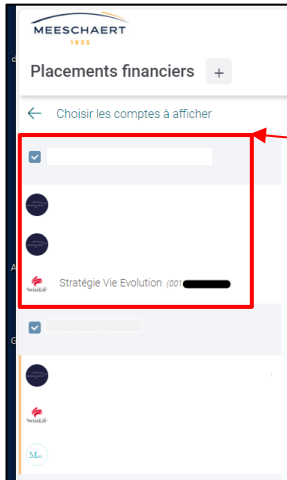 MEESCHAERT
1935
Placements financiers +
← Choisir les comptes à afficher
Stratégie Vie Evolution (001
SwissLife
SwissLife